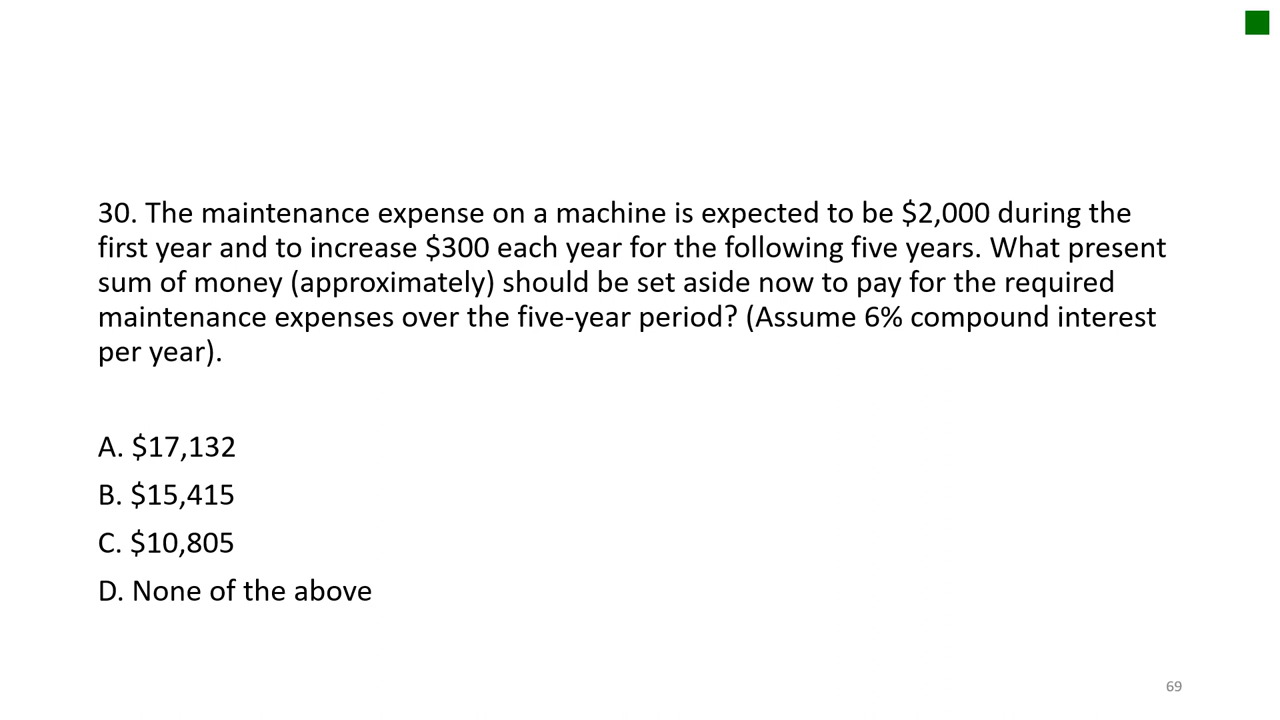 30. The maintenance expense on a machine is expected to be $2,000 during the
first year and to increase $300 each year for the following five years. What present
sum of money (approximately) should be set aside now to pay for the required
maintenance expenses over the five-year period? (Assume 6% compound interest
per year).
A. $17,132
B. $15,415
C. $10,805
D. None of the above
69